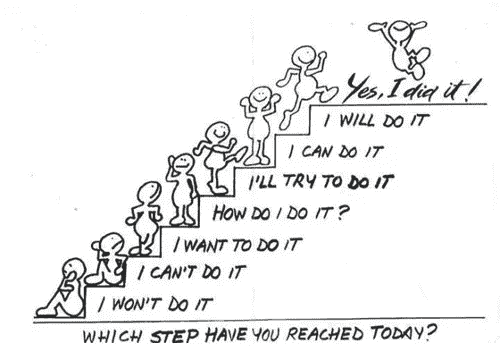 Yes, I did it!
I WILL DO IT
I CAN DO IT
I'LL TRY TO DO IT
HOW DO I DO IT?
I WANT TO DO IT
I CAN'T DO IT
I WON'T DO IT
WHICH STEP HAVE YOU REACHED TODAY?